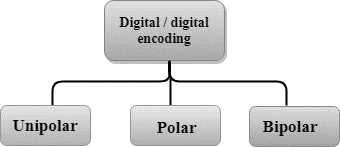 Digital / digital
encoding
Unipolar
Polar
Bipolar